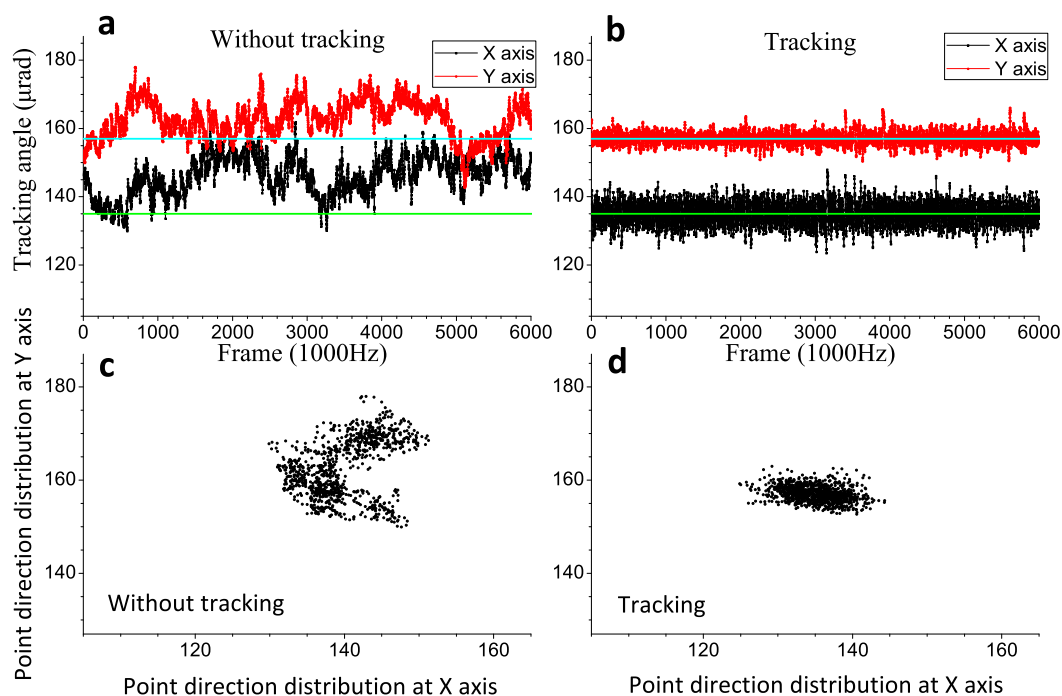 a
Without tracking
X axis
Y axis
Tracking angle (μrad)
180
160
140
120
0
1000
2000
3000
4000
5000
6000
Frame (1000Hz)
b
Tracking
X axis
Y axis
180
160
140
120
0
1000
2000
3000
4000
5000
6000
Frame (1000Hz)
c
Point direction distribution at Y axis
180
160
140
Without tracking
120
140
160
Point direction distribution at X axis
d
180
160
140
Tracking
120
140
160
Point direction distribution at X axis